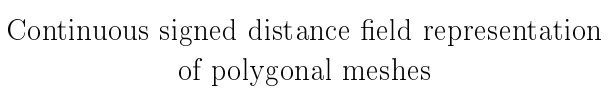 Continuous signed distance field representation
of polygonal meshes